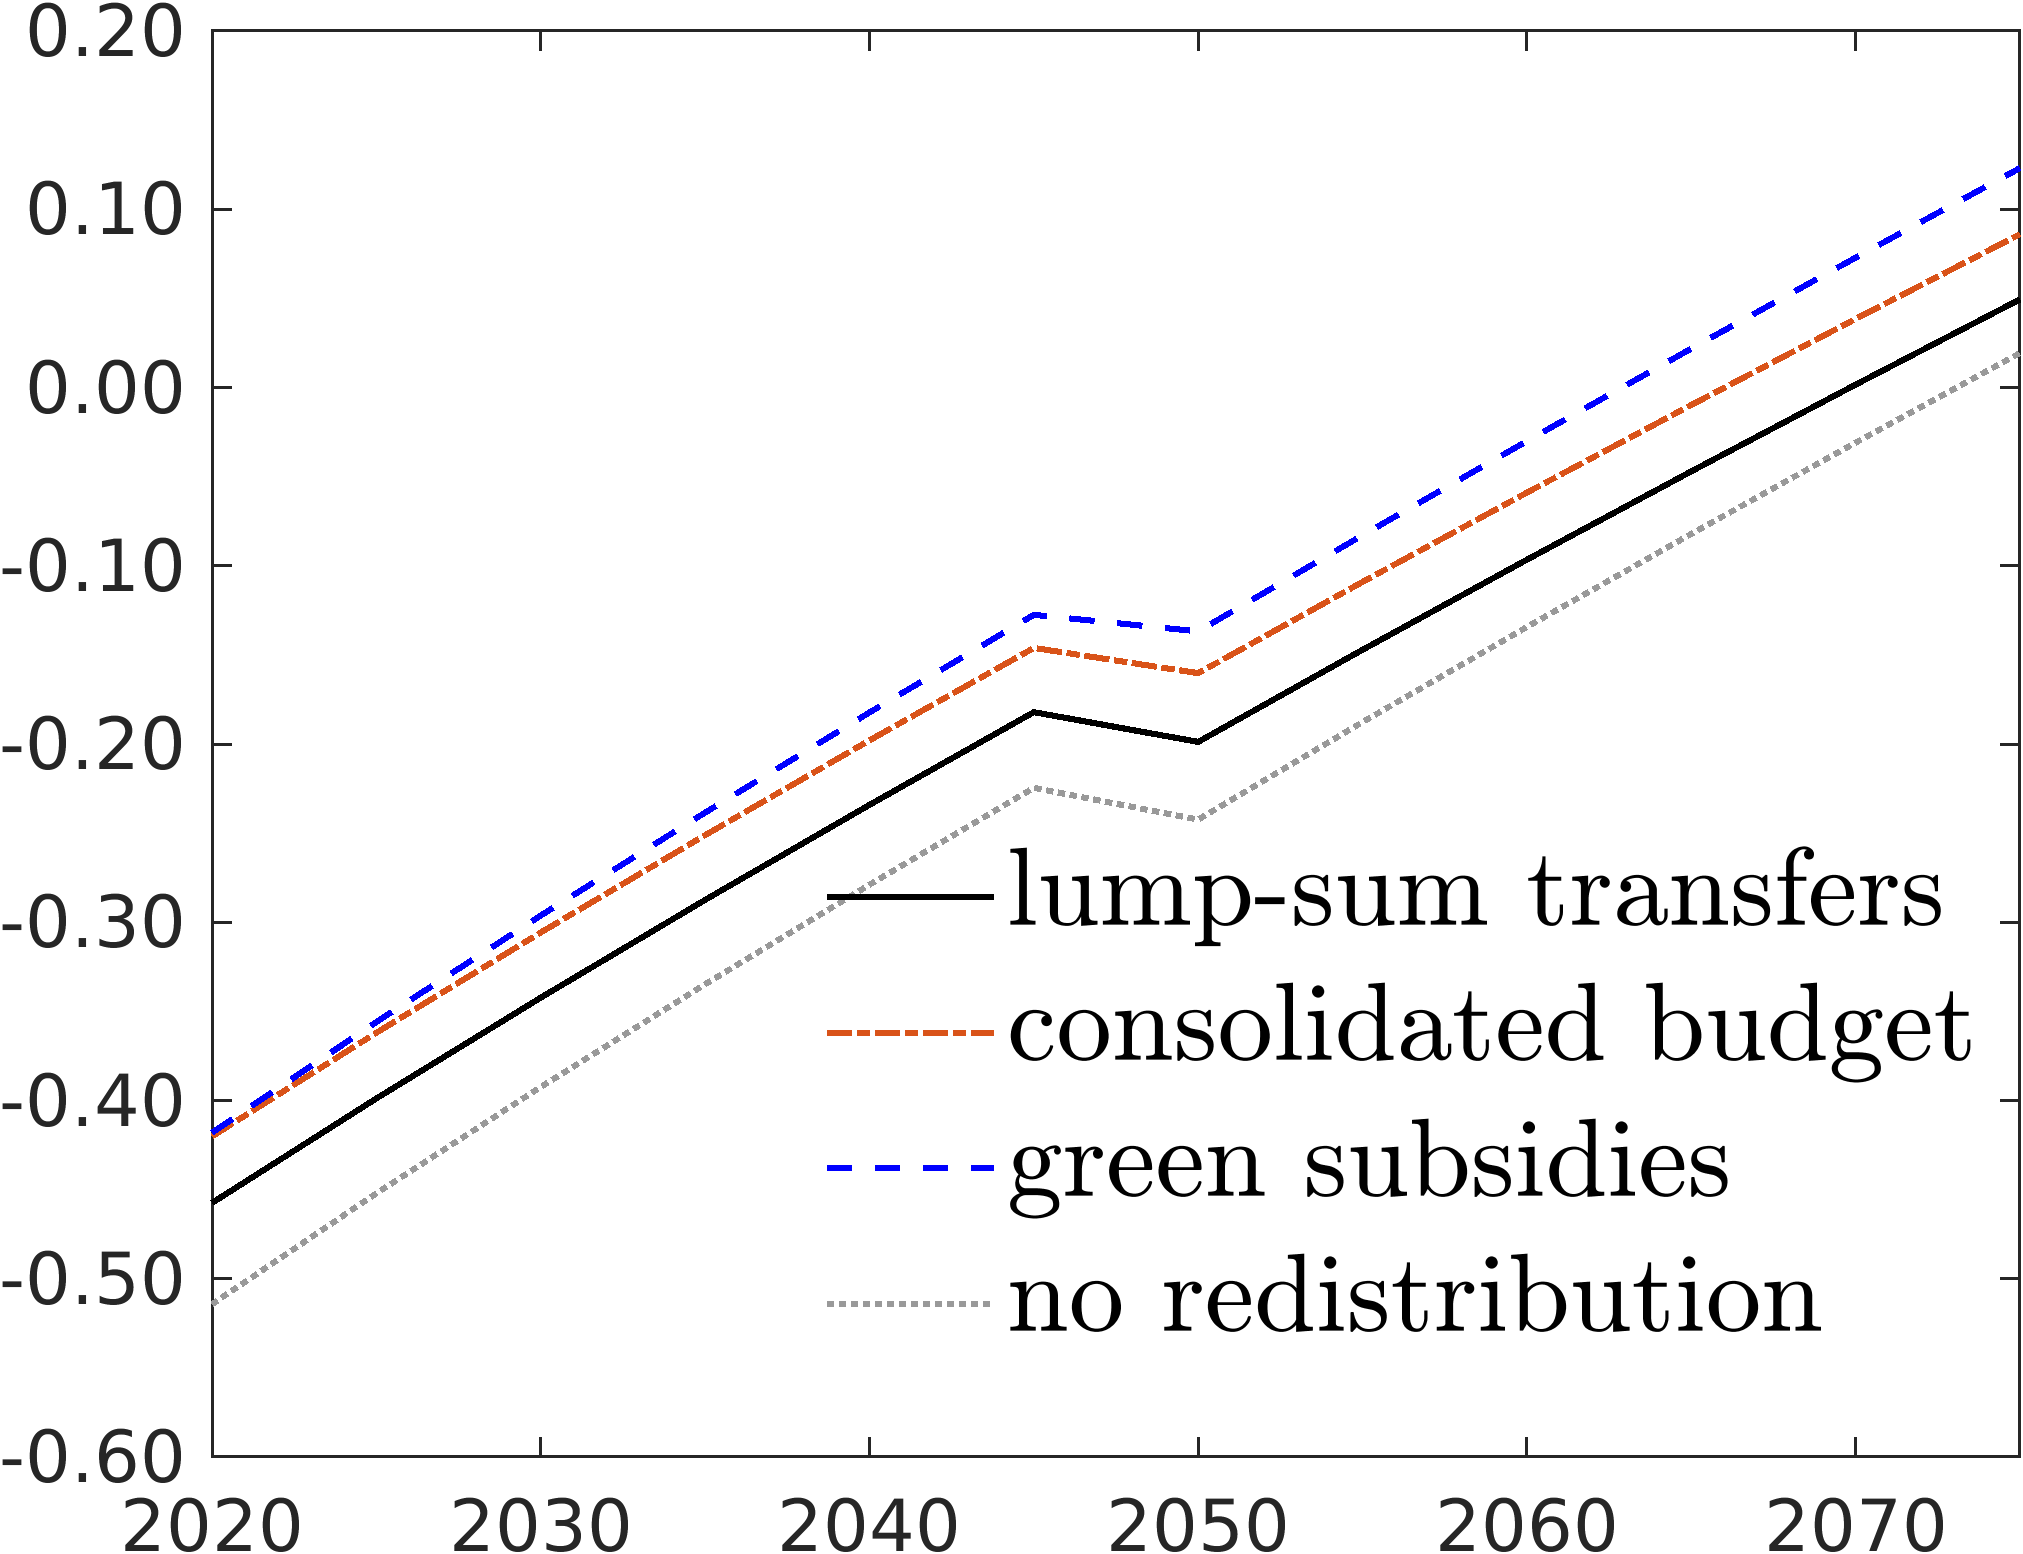 0.20
0.10
0.00
-0.10
-0.20
-0.30
-0.40
-0.50
-0.60
lump-sum transfers
consolidated budget
green subsidies
no redistribution
2020 2030 2040 2050 2060 2070